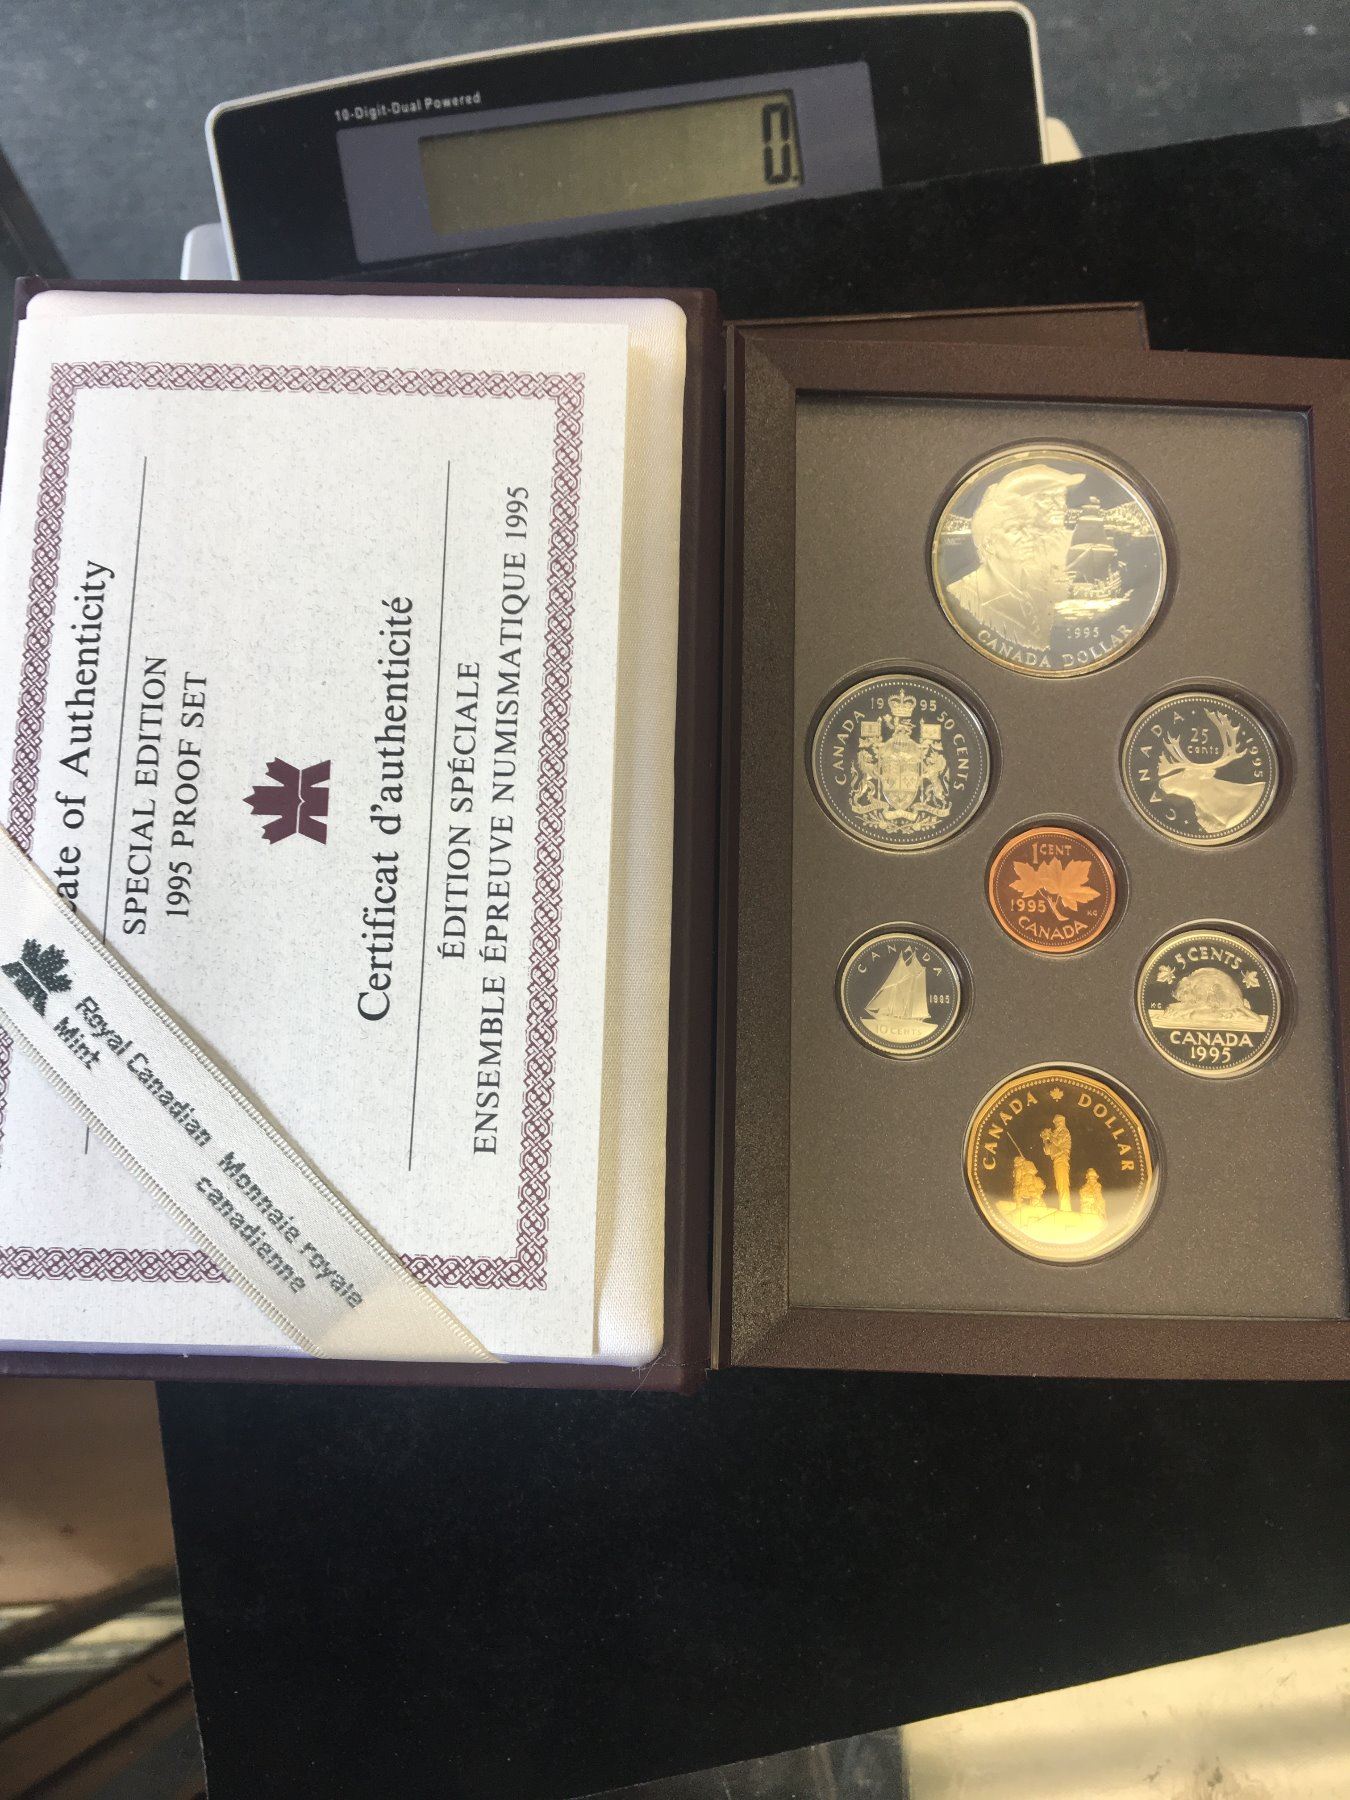 10-Digit-Dual Powered
0.
cate of Authenticity
SPECIAL EDITION
1995 PROOF SET
Certificat d'authenticité
ÉDITION SPÉCIALE
ENSEMBLE ÉPREUVE NUMISMATIQUE 1995
Royal Canadian
Mint
Monnaie royale
canadienne
1995
CANADA DOLLAR
CANADA 1995 50 CENTS
CANADA 25 cents 1995
1 CENT
1995
KG
CANADA
CANADA
1995
10 CENTS
5 CENTS
KG
CANADA
1995
CANADA DOLLAR